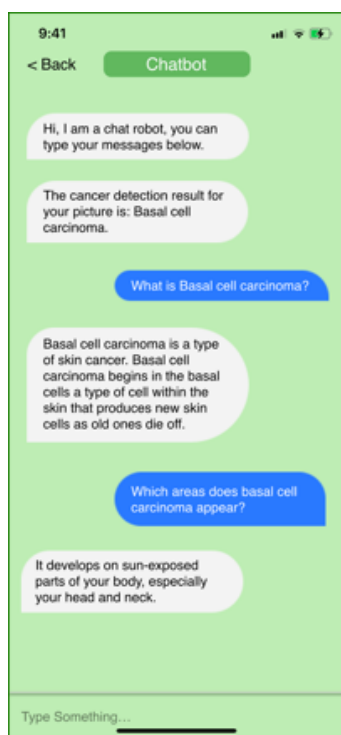 9:41
< Back
Chatbot
Hi, I am a chat robot, you can
type your messages below.
The cancer detection result for
your picture is: Basal cell
carcinoma.
What is Basal cell carcinoma?
Basal cell carcinoma is a type
of skin cancer. Basal cell
carcinoma begins in the basal
cells a type of cell within the
skin that produces new skin
cells as old ones die off.
Which areas does basal cell
carcinoma appear?
It develops on sun-exposed
parts of your body, especially
your head and neck.
Type Something...